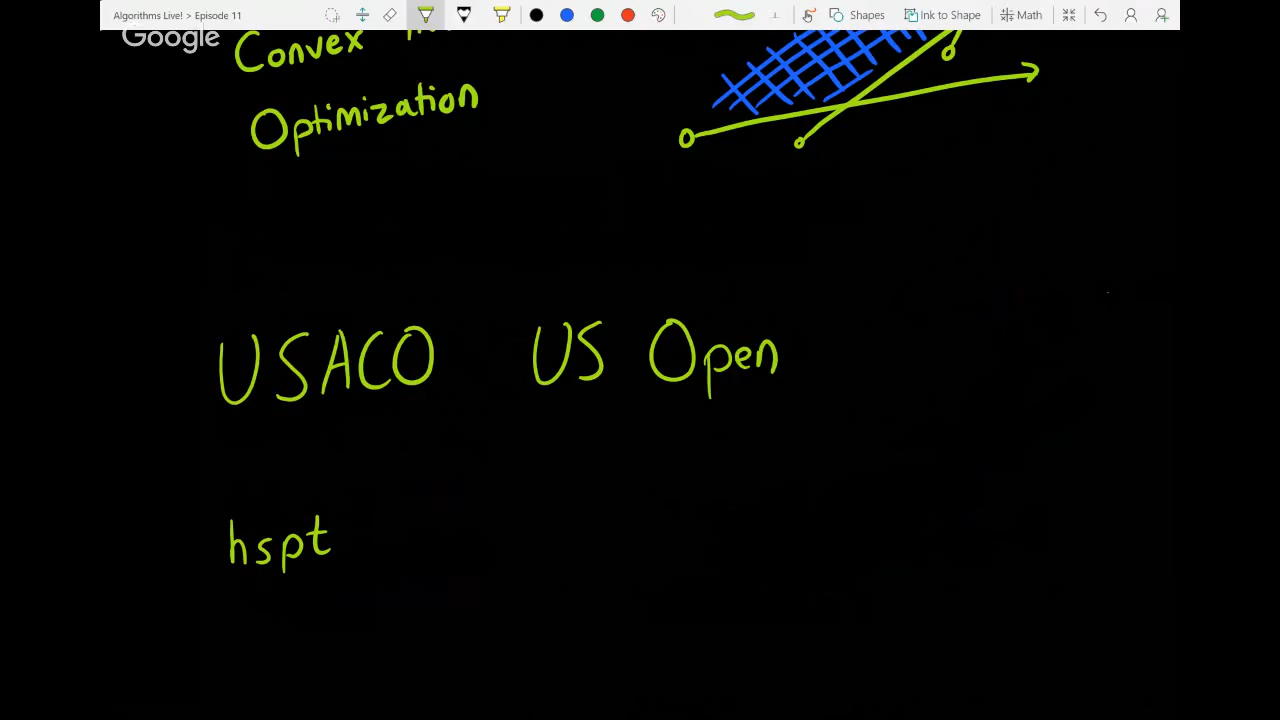 Algorithms Live! > Episode 11
Shapes
Ink to Shape
Math
Google
Convex
Optimization
USACO US Open
hspt